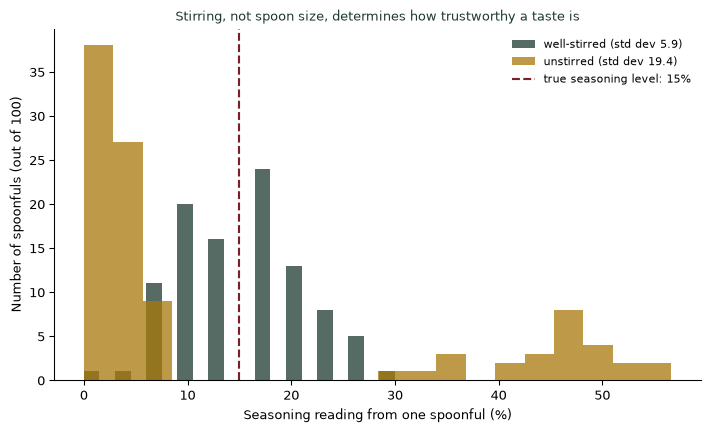 Stirring, not spoon size, determines how trustworthy a taste is
well-stirred (std dev 5.9)
unstirred (std dev 19.4)
true seasoning level: 15%
Number of spoonfuls (out of 100)
35
30
25
20
15
10
5
0
0 10 20 30 40 50
Seasoning reading from one spoonful (%)